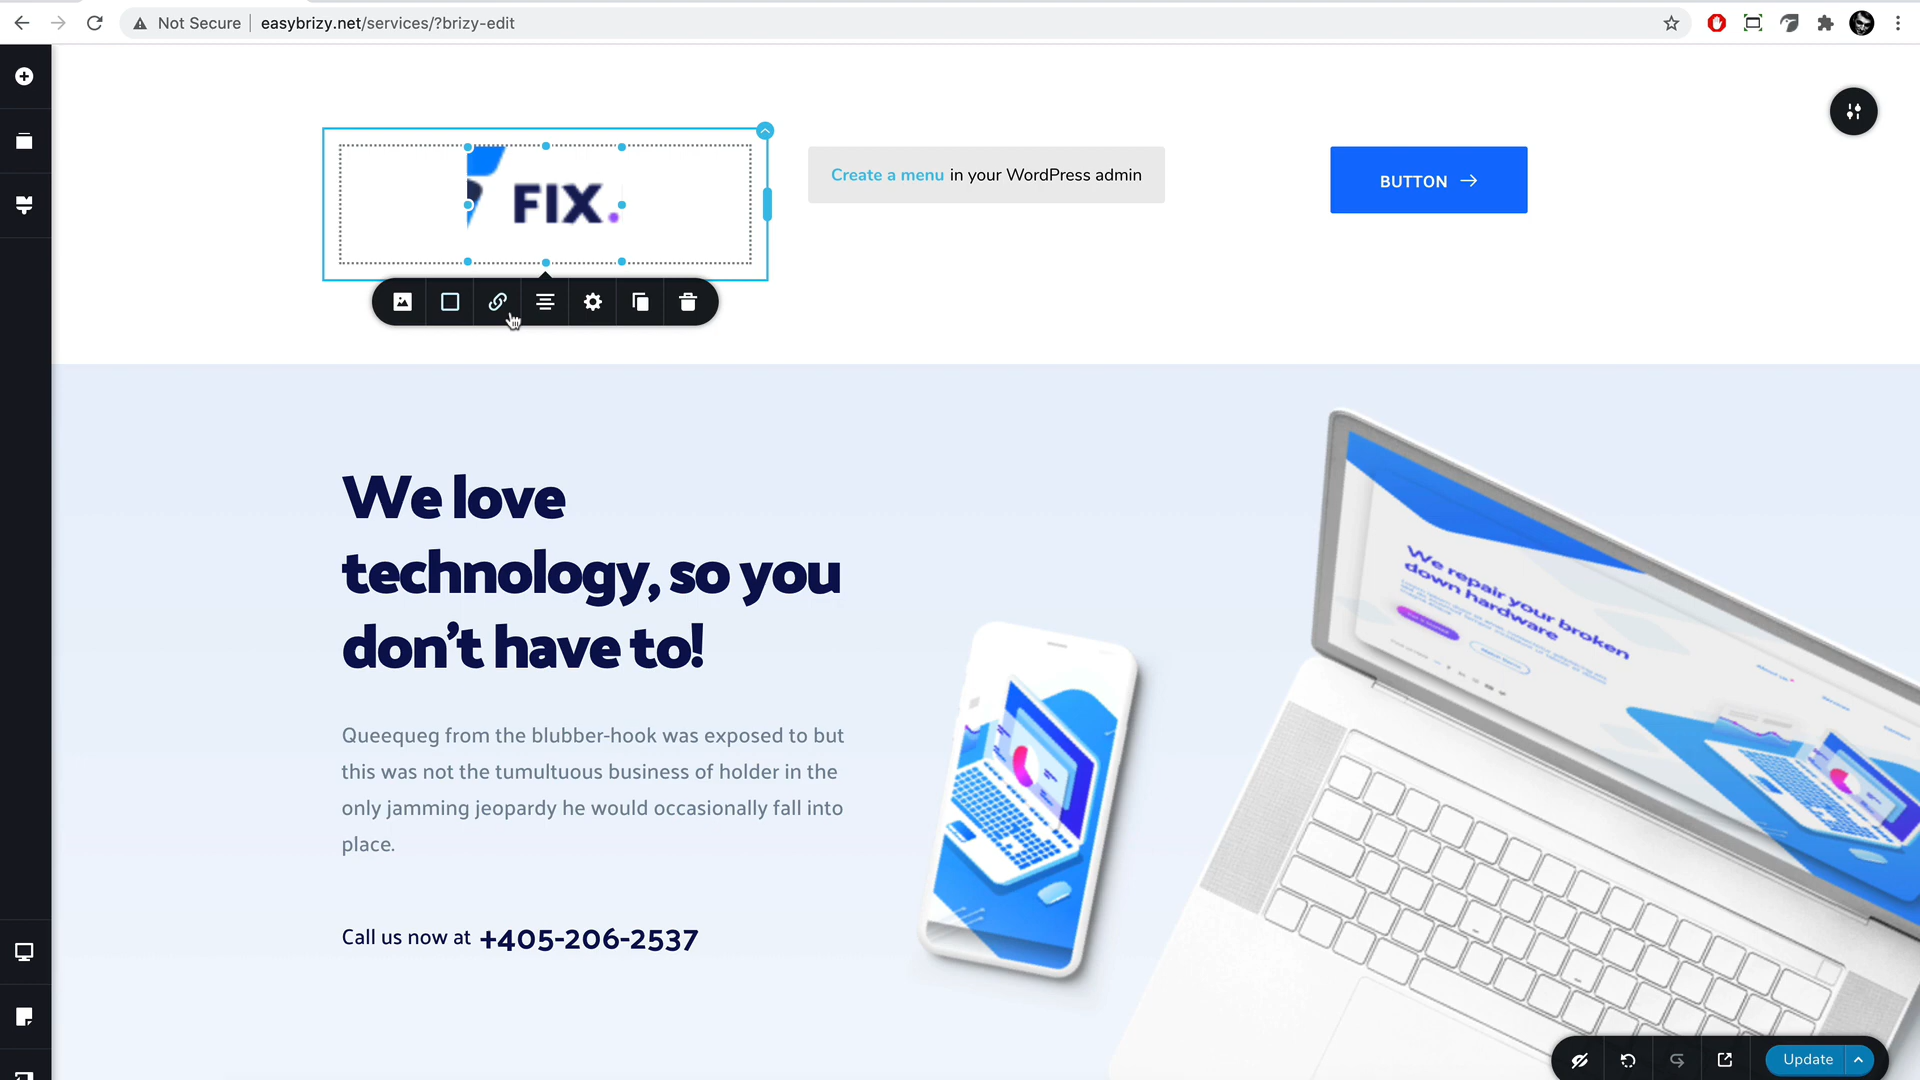 Not Secure
easybrizy.net/services/?brizy-edit
FIX.
Create a menu in your WordPress admin
BUTTON
We love
technology, so you
don’t have to!
We repair your broken
down hardware
Queequeg from the blubber-hook was exposed to but
this was not the tumultuous business of holder in the
only jamming jeopardy he would occasionally fall into
place.
Call us now at +405-206-2537
Update